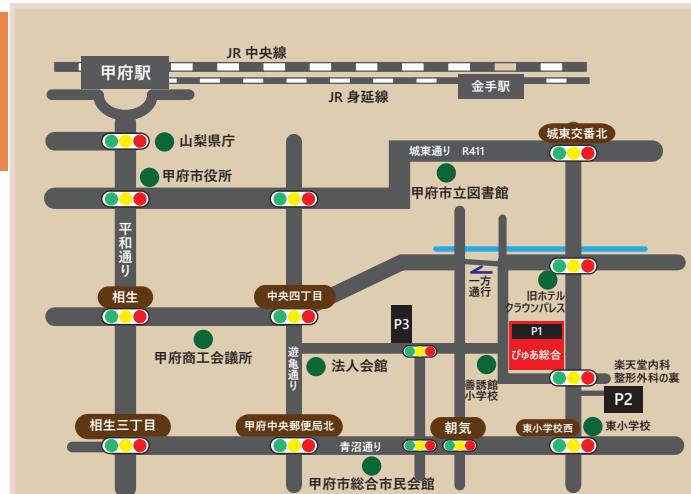 JR 中央線
甲府駅
金手駅
JR 身延線
城東交番北
山梨県庁
城東通り R411
甲府市役所
甲府市立図書館
平和通り
一方
通行
相生
中央四丁目
旧ホテル
クラウンパレス
P3
P1
ぴゅあ総合
甲府商工会議所
遊亀通り
法人会館
善誘館
小学校
楽天堂内科
整形外科の裏
P2
相生三丁目
甲府中央郵便局北
青沼通り
朝気
東小学校西
東小学校
甲府市総合市民会館